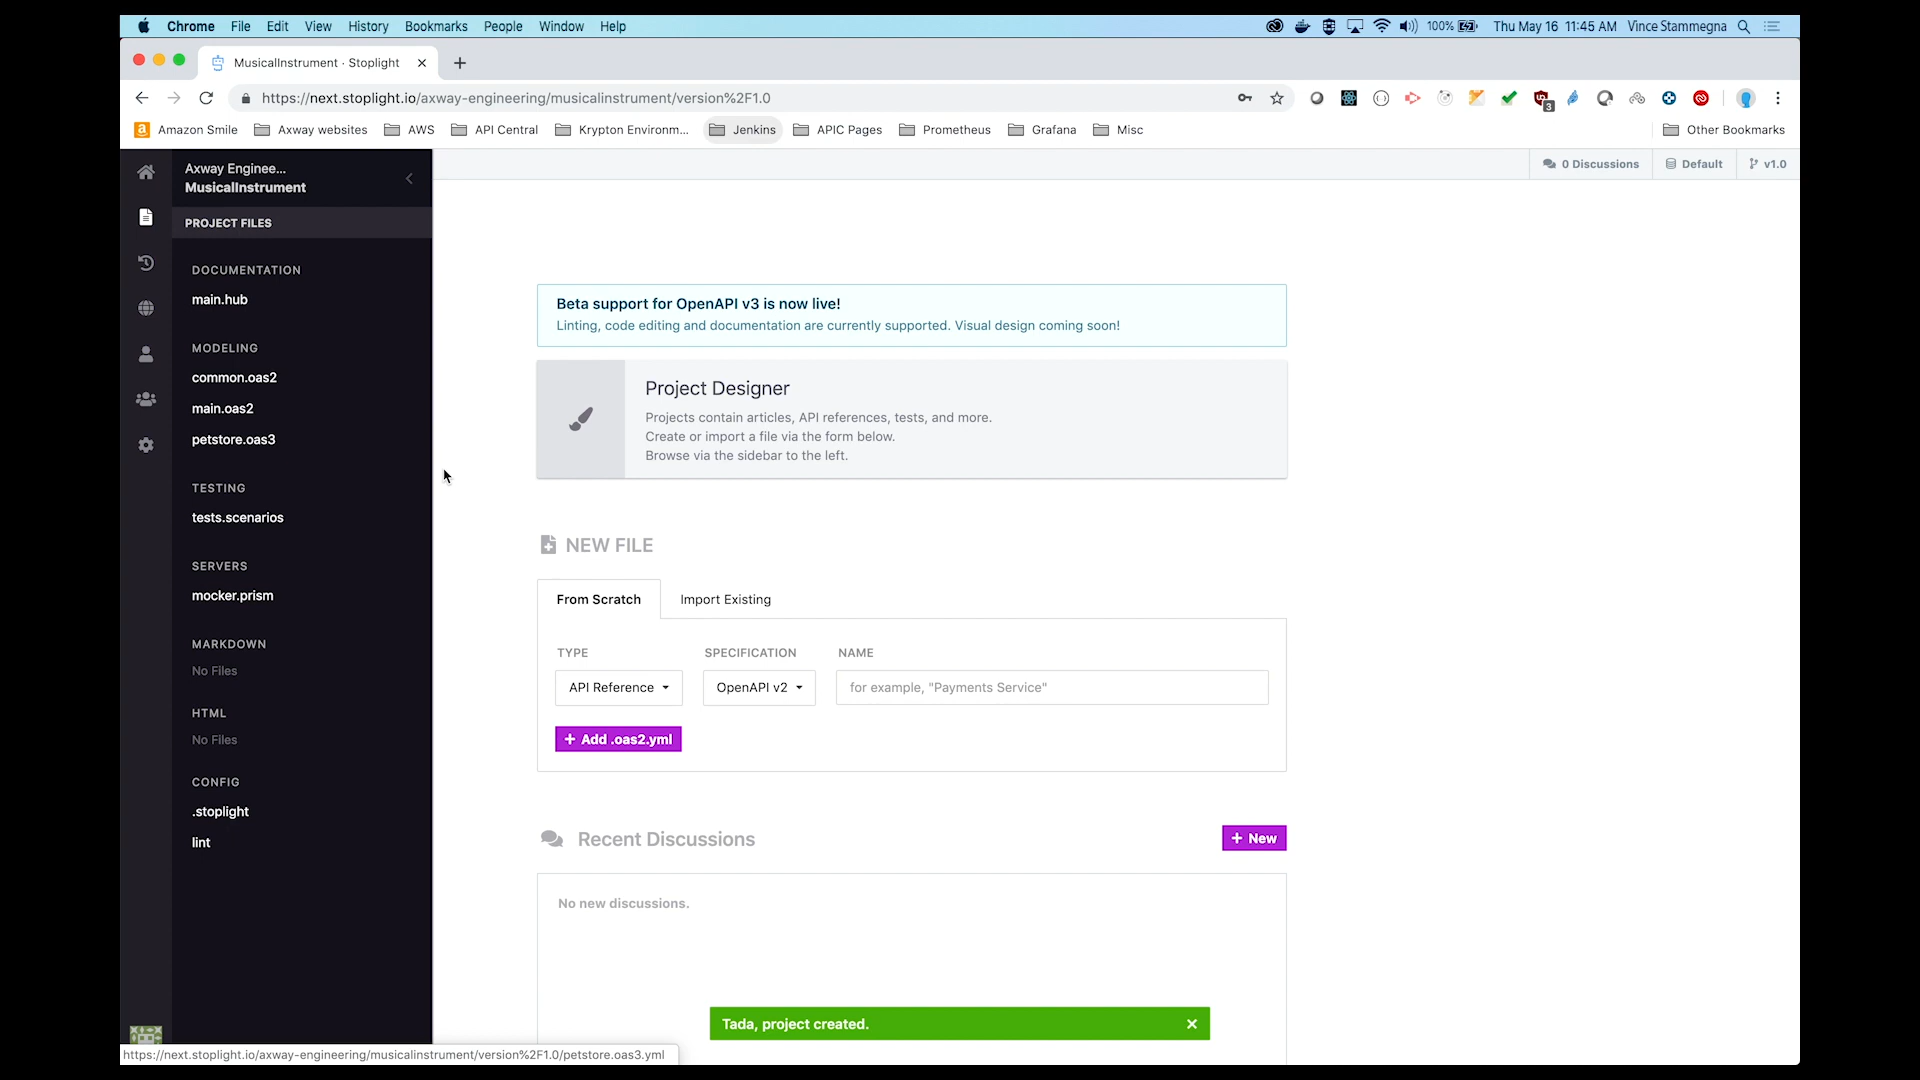 Chrome File Edit View History Bookmarks People Window Help 100% Thu May 16 11:45 AM Vince Stammegna
MusicalInstrument · Stoplight
https://next.stoplight.io/axway-engineering/musicalinstrument/version%2F1.0
3
Amazon Smile Axway websites AWS API Central Krypton Environm... Jenkins APIC Pages Prometheus Grafana Misc Other Bookmarks
Axway Enginee...
MusicalInstrument
0 Discussions Default v1.0
PROJECT FILES
DOCUMENTATION
main.hub
MODELING
common.oas2
main.oas2
petstore.oas3
TESTING
tests.scenarios
SERVERS
mocker.prism
MARKDOWN
No Files
HTML
No Files
CONFIG
.stoplight
lint
Beta support for OpenAPI v3 is now live!
Linting, code editing and documentation are currently supported. Visual design coming soon!
Project Designer
Projects contain articles, API references, tests, and more.
Create or import a file via the form below.
Browse via the sidebar to the left.
NEW FILE
From Scratch Import Existing
TYPE SPECIFICATION NAME
API Reference OpenAPI v2 for example, "Payments Service"
+ Add .oas2.yml
Recent Discussions + New
No new discussions.
Tada, project created.
https://next.stoplight.io/axway-engineering/musicalinstrument/version%2F1.0/petstore.oas3.yml